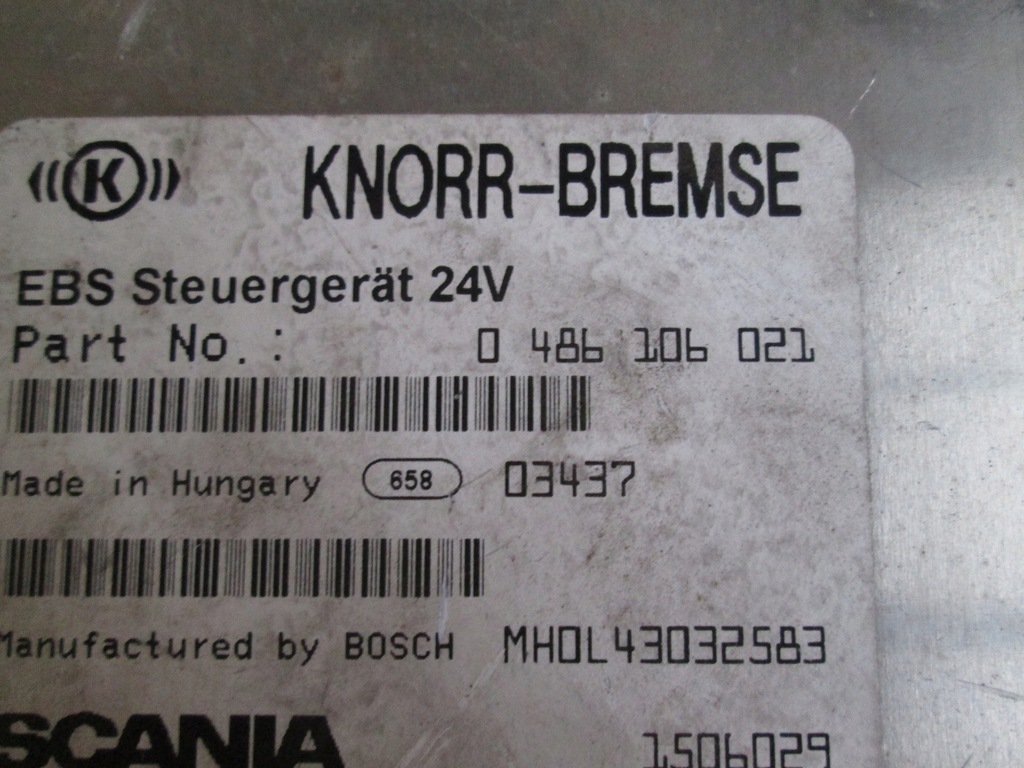 K KNORR-BREMSE
EBS Steuergerät 24V
Part No.: 0 486 106 021
Made in Hungary 658 03437
Manufactured by BOSCH MHOL43032583
SCANIA 1506029